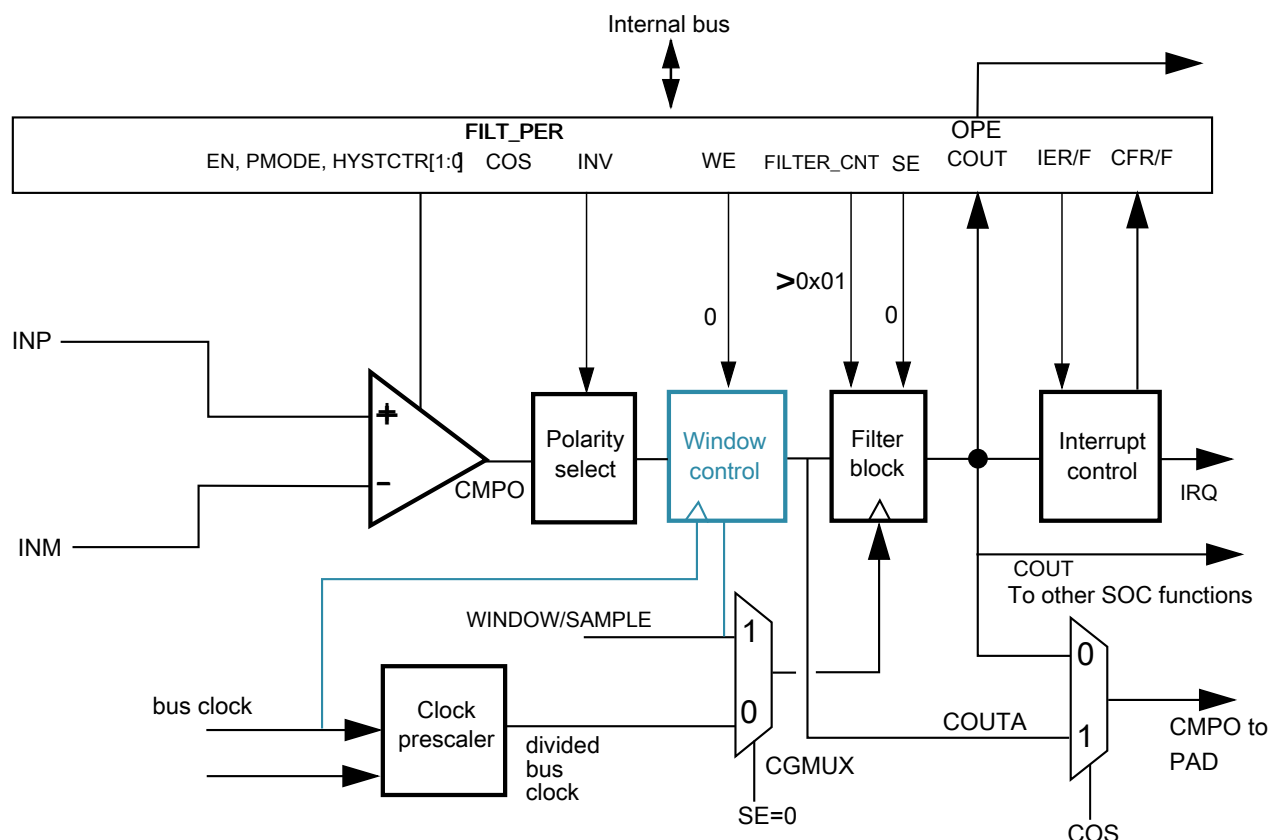 Internal bus
FILT_PER
OPE
EN, PMODE, HYSTCTR[1:0]
COS
INV
WE
FILTER_CNT
SE
COUT
IER/F
CFR/F
>0x01
0
0
INP
+
Polarity
select
Window
control
Filter
block
Interrupt
control
CMPO
-
IRQ
INM
COUT
To other SOC functions
WINDOW/SAMPLE
1
0
0
bus clock
Clock
prescaler
divided
bus
clock
COUTA
1
CMPO to
PAD
CGMUX
SE=0
COS